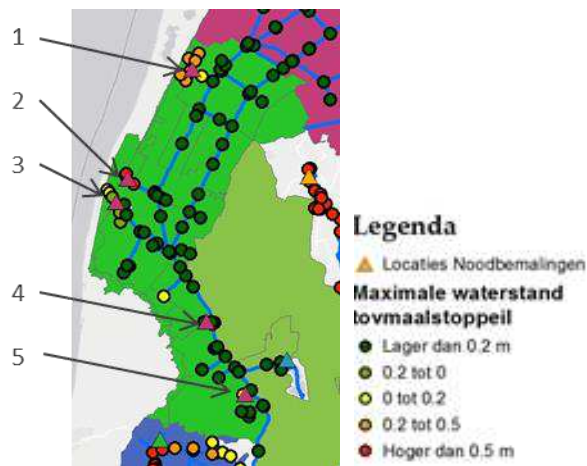 1
2
3
4
5
Legenda
Locaties Noodbemalingen
Maximale waterstand
tovmaalstoppeil
Lager dan 0.2 m
0.2 tot 0
0 tot 0.2
0.2 tot 0.5
Hoger dan 0.5 m